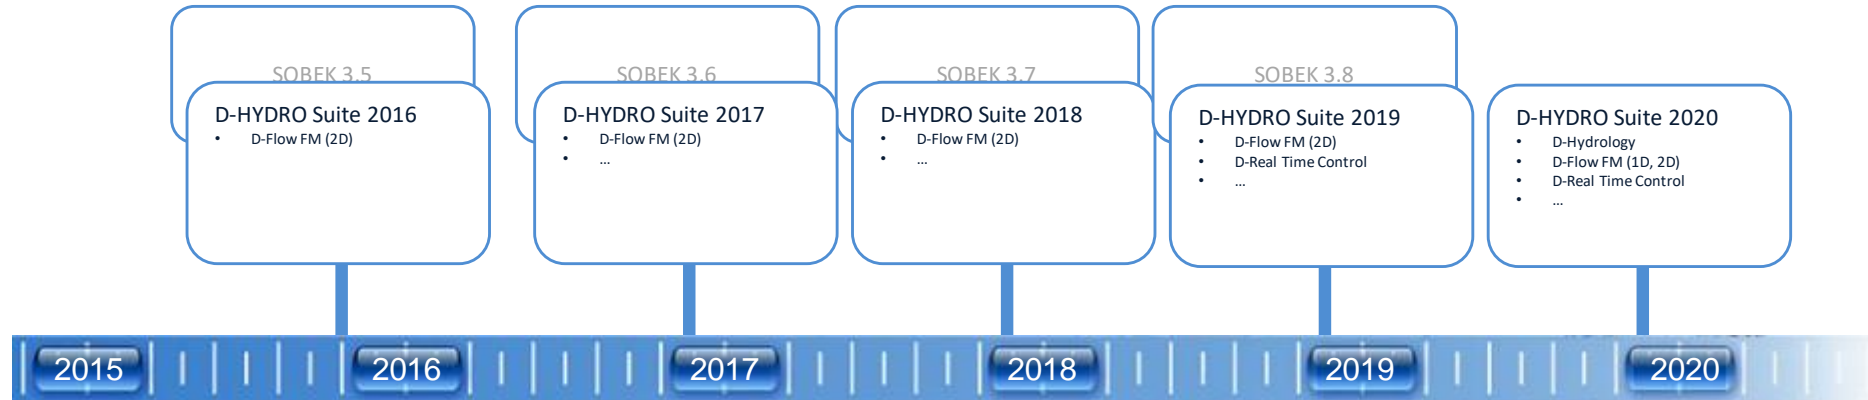 SOBEK 3.5
D-HYDRO Suite 2016
• D-Flow FM (2D)
SOBEK 3.6
D-HYDRO Suite 2017
• D-Flow FM (2D)
• …
SOBEK 3.7
D-HYDRO Suite 2018
• D-Flow FM (2D)
• …
SOBEK 3.8
D-HYDRO Suite 2019
• D-Flow FM (2D)
• D-Real Time Control
• …
D-HYDRO Suite 2020
• D-Hydrology
• D-Flow FM (1D, 2D)
• D-Real Time Control
• …
2015
2016
2017
2018
2019
2020